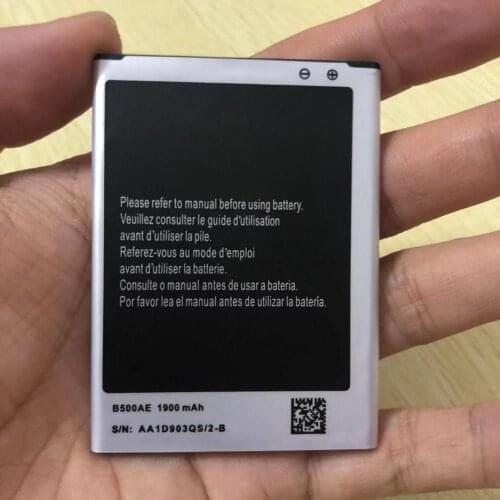 ⊖ ⊕
Please refer to manual before using battery.
Veuillez consulter le guide d'utilisation
avant d'utiliser la pile.
Referez-vous au mode d'emploi
avant d'utiliser la batterie.
Consulte o manual antes de usar a bateria.
Por favor lea el manual antes de utilizar la batería.
B500AE 1900 mAh
S/N: AA1D903QS/2-B